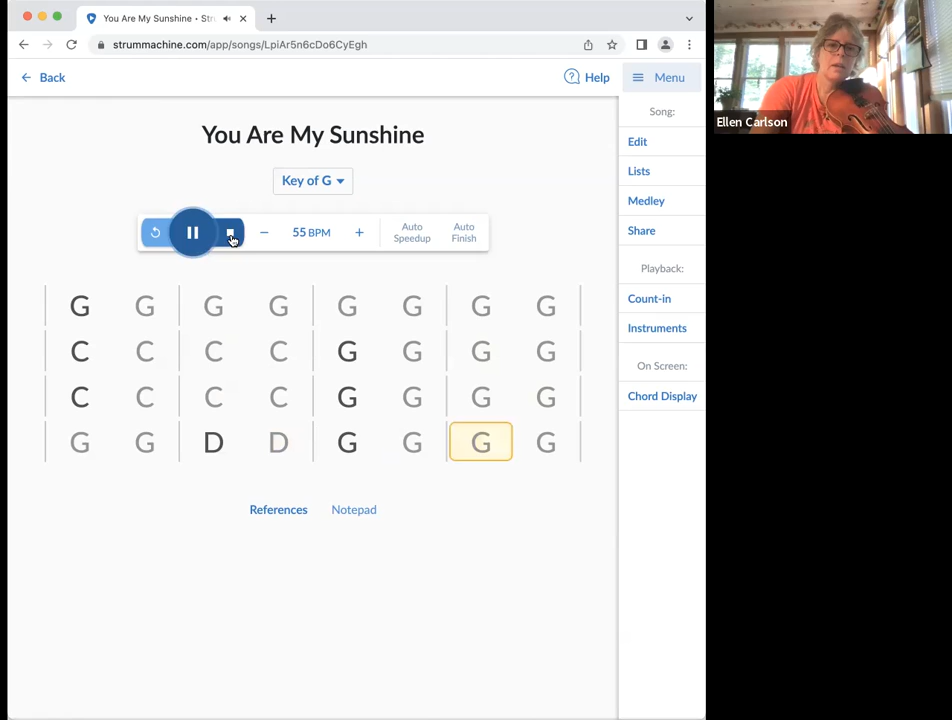 You Are My Sunshine • Str
strummachine.com/app/songs/LpiAr5n6cDo6CyEgh
Back
Help
Menu
Ellen Carlson
Song:
You Are My Sunshine
Edit
Key of G
Lists
Medley
55 BPM
Auto Speedup
Auto Finish
Share
Playback:
Count-in
Instruments
On Screen:
Chord Display
G G G G G G G G
C C C C G G G G
C C C C G G G G
G G D D G G G G
References
Notepad